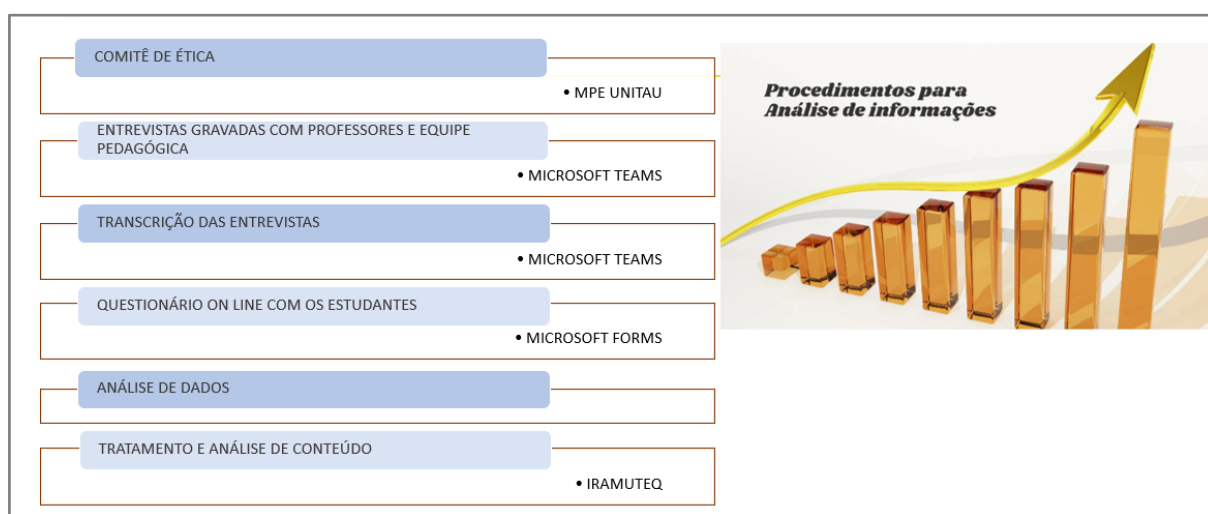 COMITÊ DE ÉTICA
• MPE UNITAU
ENTREVISTAS GRAVADAS COM PROFESSORES E EQUIPE
PEDAGÓGICA
• MICROSOFT TEAMS
TRANSCRIÇÃO DAS ENTREVISTAS
• MICROSOFT TEAMS
QUESTIONÁRIO ON LINE COM OS ESTUDANTES
• MICROSOFT FORMS
ANÁLISE DE DADOS
TRATAMENTO E ANÁLISE DE CONTEÚDO
• IRAMUTEQ
Procedimentos para
Análise de informações